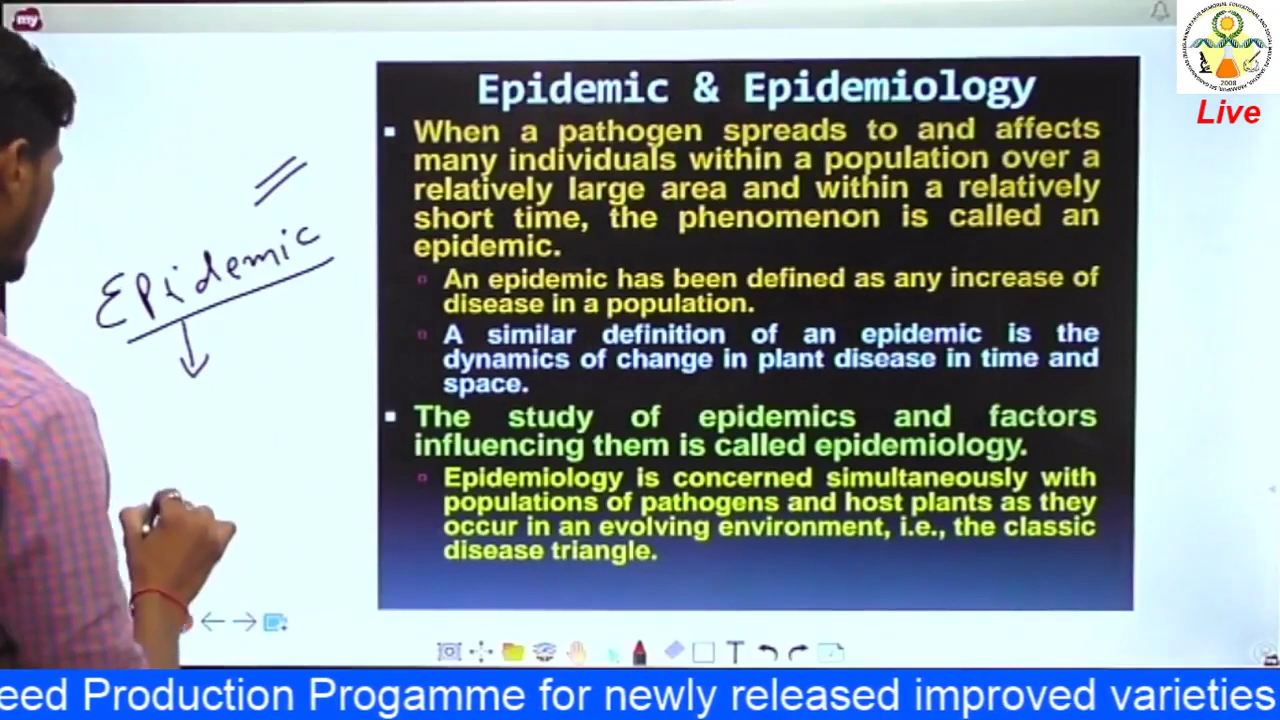 my
2008
Live
Epidemic
Epidemic & Epidemiology
When a pathogen spreads to and affects
many individuals within a population over a
relatively large area and within a relatively
short time, the phenomenon is called an
epidemic.
An epidemic has been defined as any increase of
disease in a population.
A similar definition of an epidemic is the
dynamics of change in plant disease in time and
space.
The study of epidemics and factors
influencing them is called epidemiology.
Epidemiology is concerned simultaneously with
populations of pathogens and host plants as they
occur in an evolving environment, i.e., the classic
disease triangle.
T
eed Production Progamme for newly released improved varieties